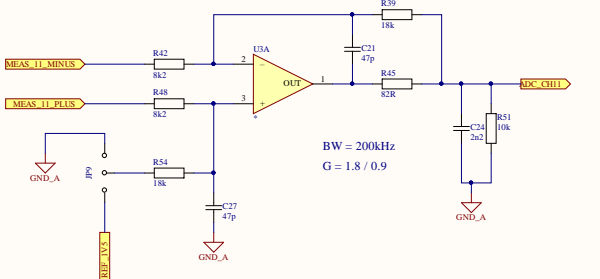 R39
18k
MEAS_11_MINUS
R42
8k2
2
−
U3A
C21
47p
OUT
1
R45
82R
ADC_CH11
MEAS_11_PLUS
R48
8k2
3
+
*
C24
2n2
R51
10k
BW = 200kHz
G = 1.8 / 0.9
GND_A
JP9
R54
18k
C27
47p
GND_A
GND_A
REF_1V5